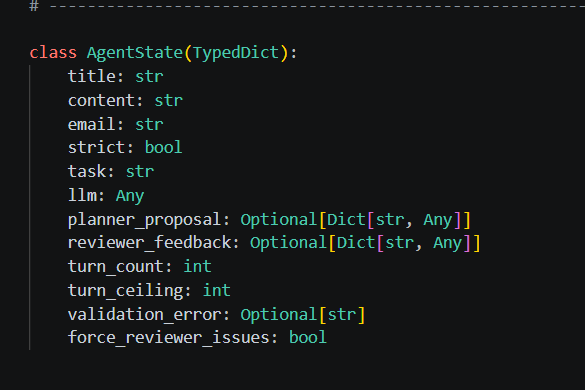 # --------------------------------------------------------
class AgentState(TypedDict):
    title: str
    content: str
    email: str
    strict: bool
    task: str
    llm: Any
    planner_proposal: Optional[Dict[str, Any]]
    reviewer_feedback: Optional[Dict[str, Any]]
    turn_count: int
    turn_ceiling: int
    validation_error: Optional[str]
    force_reviewer_issues: bool